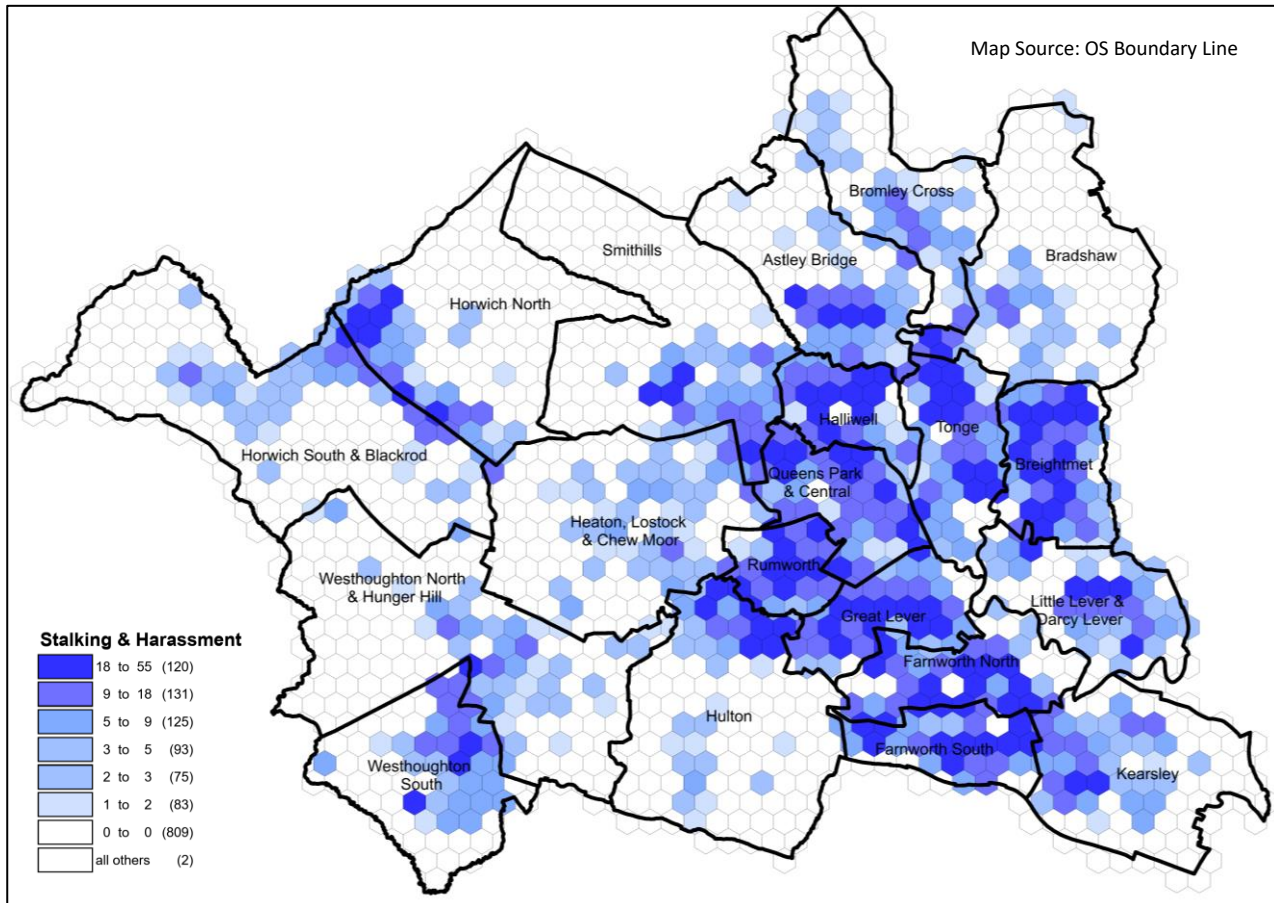 Map Source: OS Boundary Line
Bromley Cross
Smithills
Astley Bridge
Bradshaw
Horwich North
Halliwell
Tonge
Horwich South & Blackrod
Queens Park
& Central
Breightmet
Heaton, Lostock
& Chew Moor
Rumworth
Westhoughton North
& Hunger Hill
Little Lever &
Darcy Lever
Great Lever
Farnworth North
Hulton
Farnworth South
Westhoughton
South
Kearsley
Stalking & Harassment
18 to 55 (120)
9 to 18 (131)
5 to 9 (125)
3 to 5 (93)
2 to 3 (75)
1 to 2 (83)
0 to 0 (809)
all others (2)